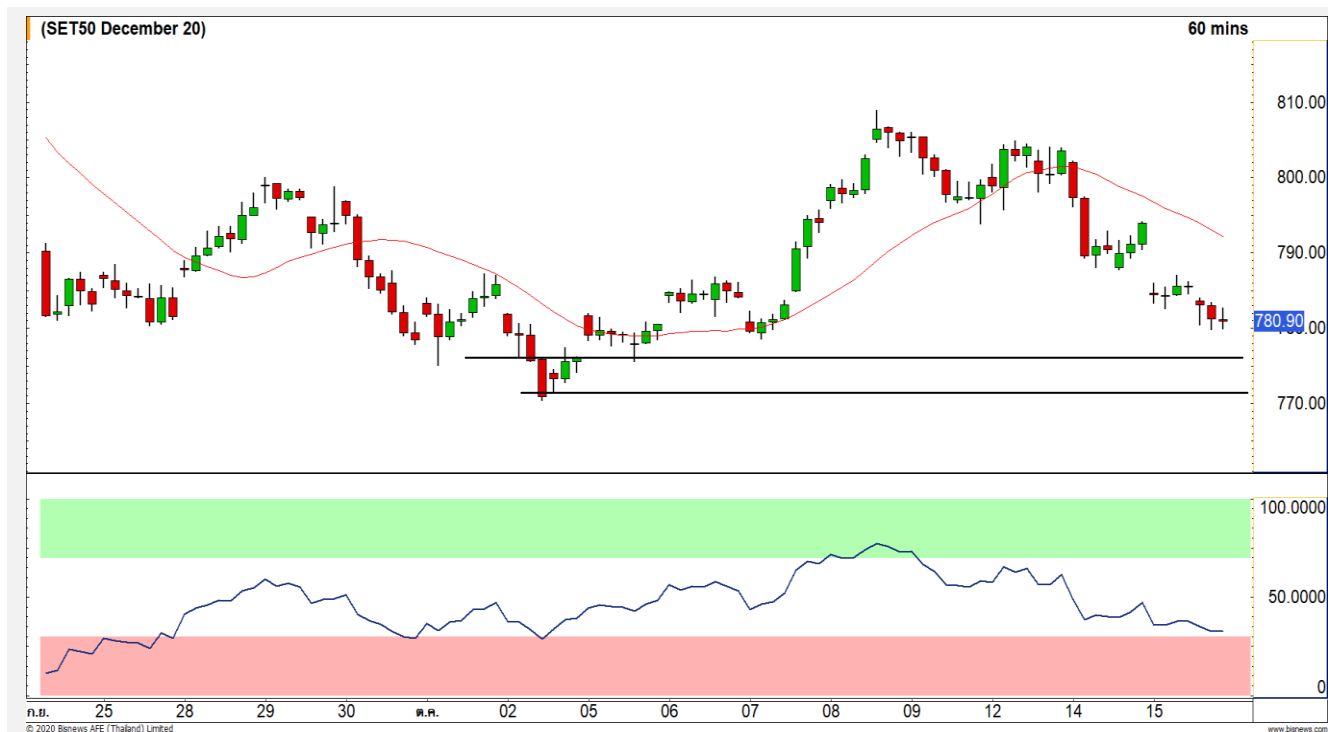 (SET50 December 20)
60 mins
810.00
800.00
790.00
780.90
770.00
100.0000
50.0000
0
ก.ย. 25 28 29 30 ต.ค. 02 05 06 07 08 09 12 14 15
© 2020 Bisnews AFE (Thailand) Limited
www.bisnews.com